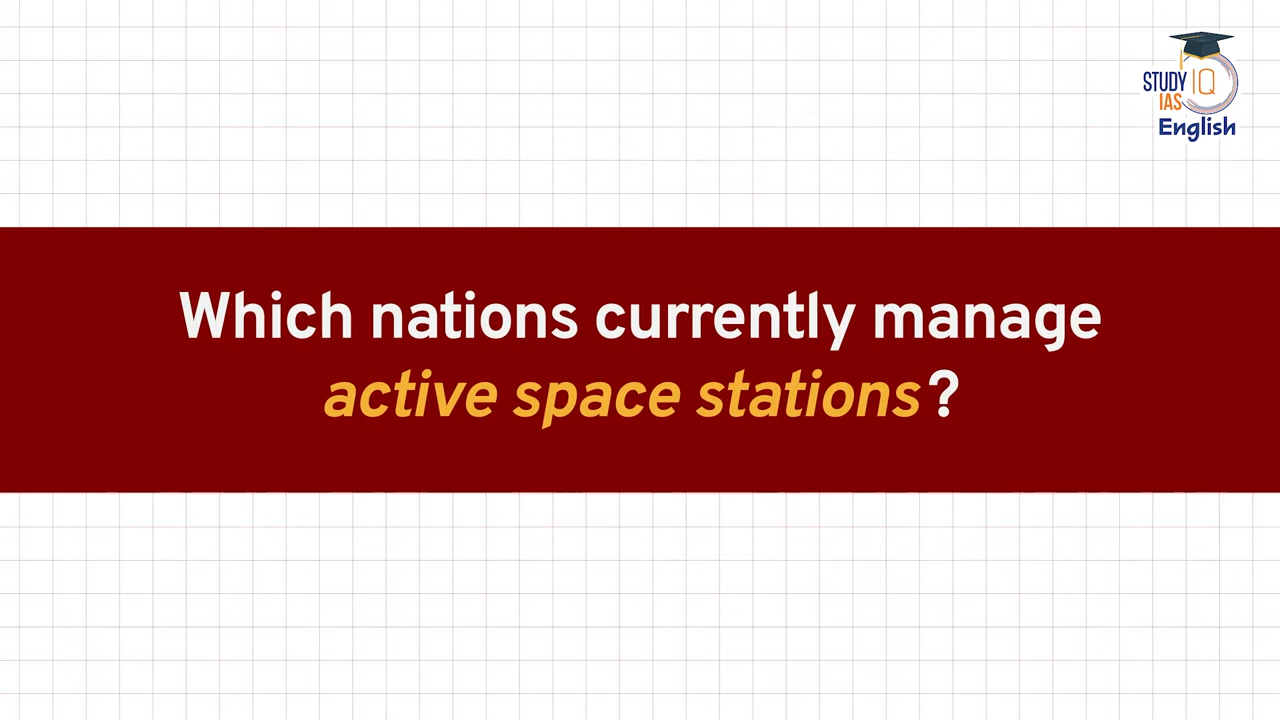 STUDY IQ
IAS
English
Which nations currently manage
active space stations?